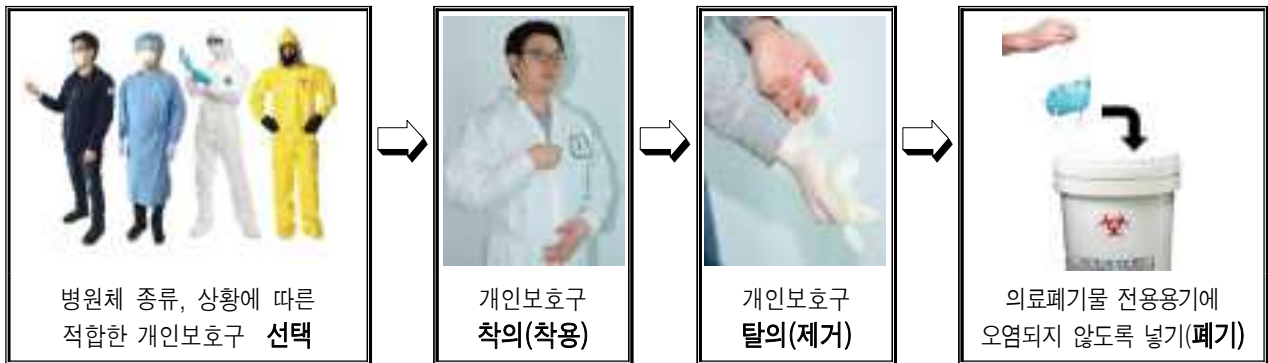 병원체 종류, 상황에 따른
적합한 개인보호구 선택
개인보호구
착의(착용)
개인보호구
탈의(제거)
의료폐기물 전용용기에
오염되지 않도록 넣기(폐기)